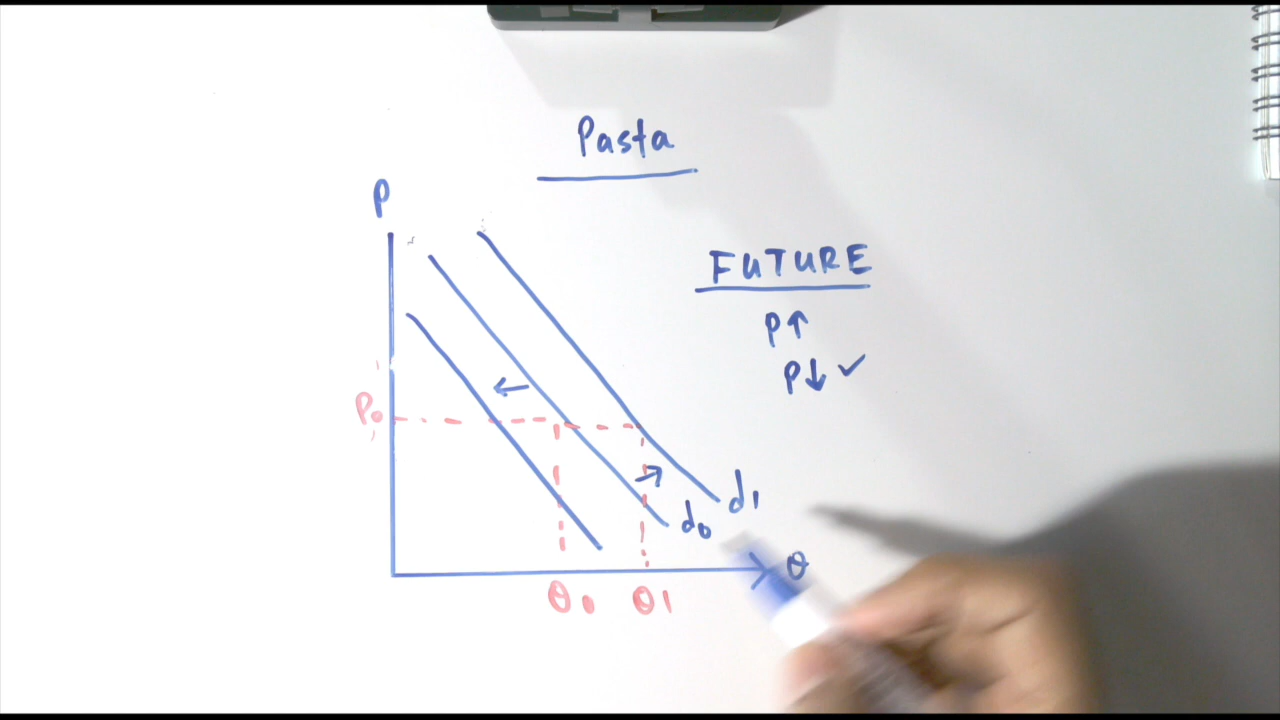 Pasta
P
FUTURE
P↑
P↓ ✓
P₀
d₁
d₀
Q
Q₀ Q₁